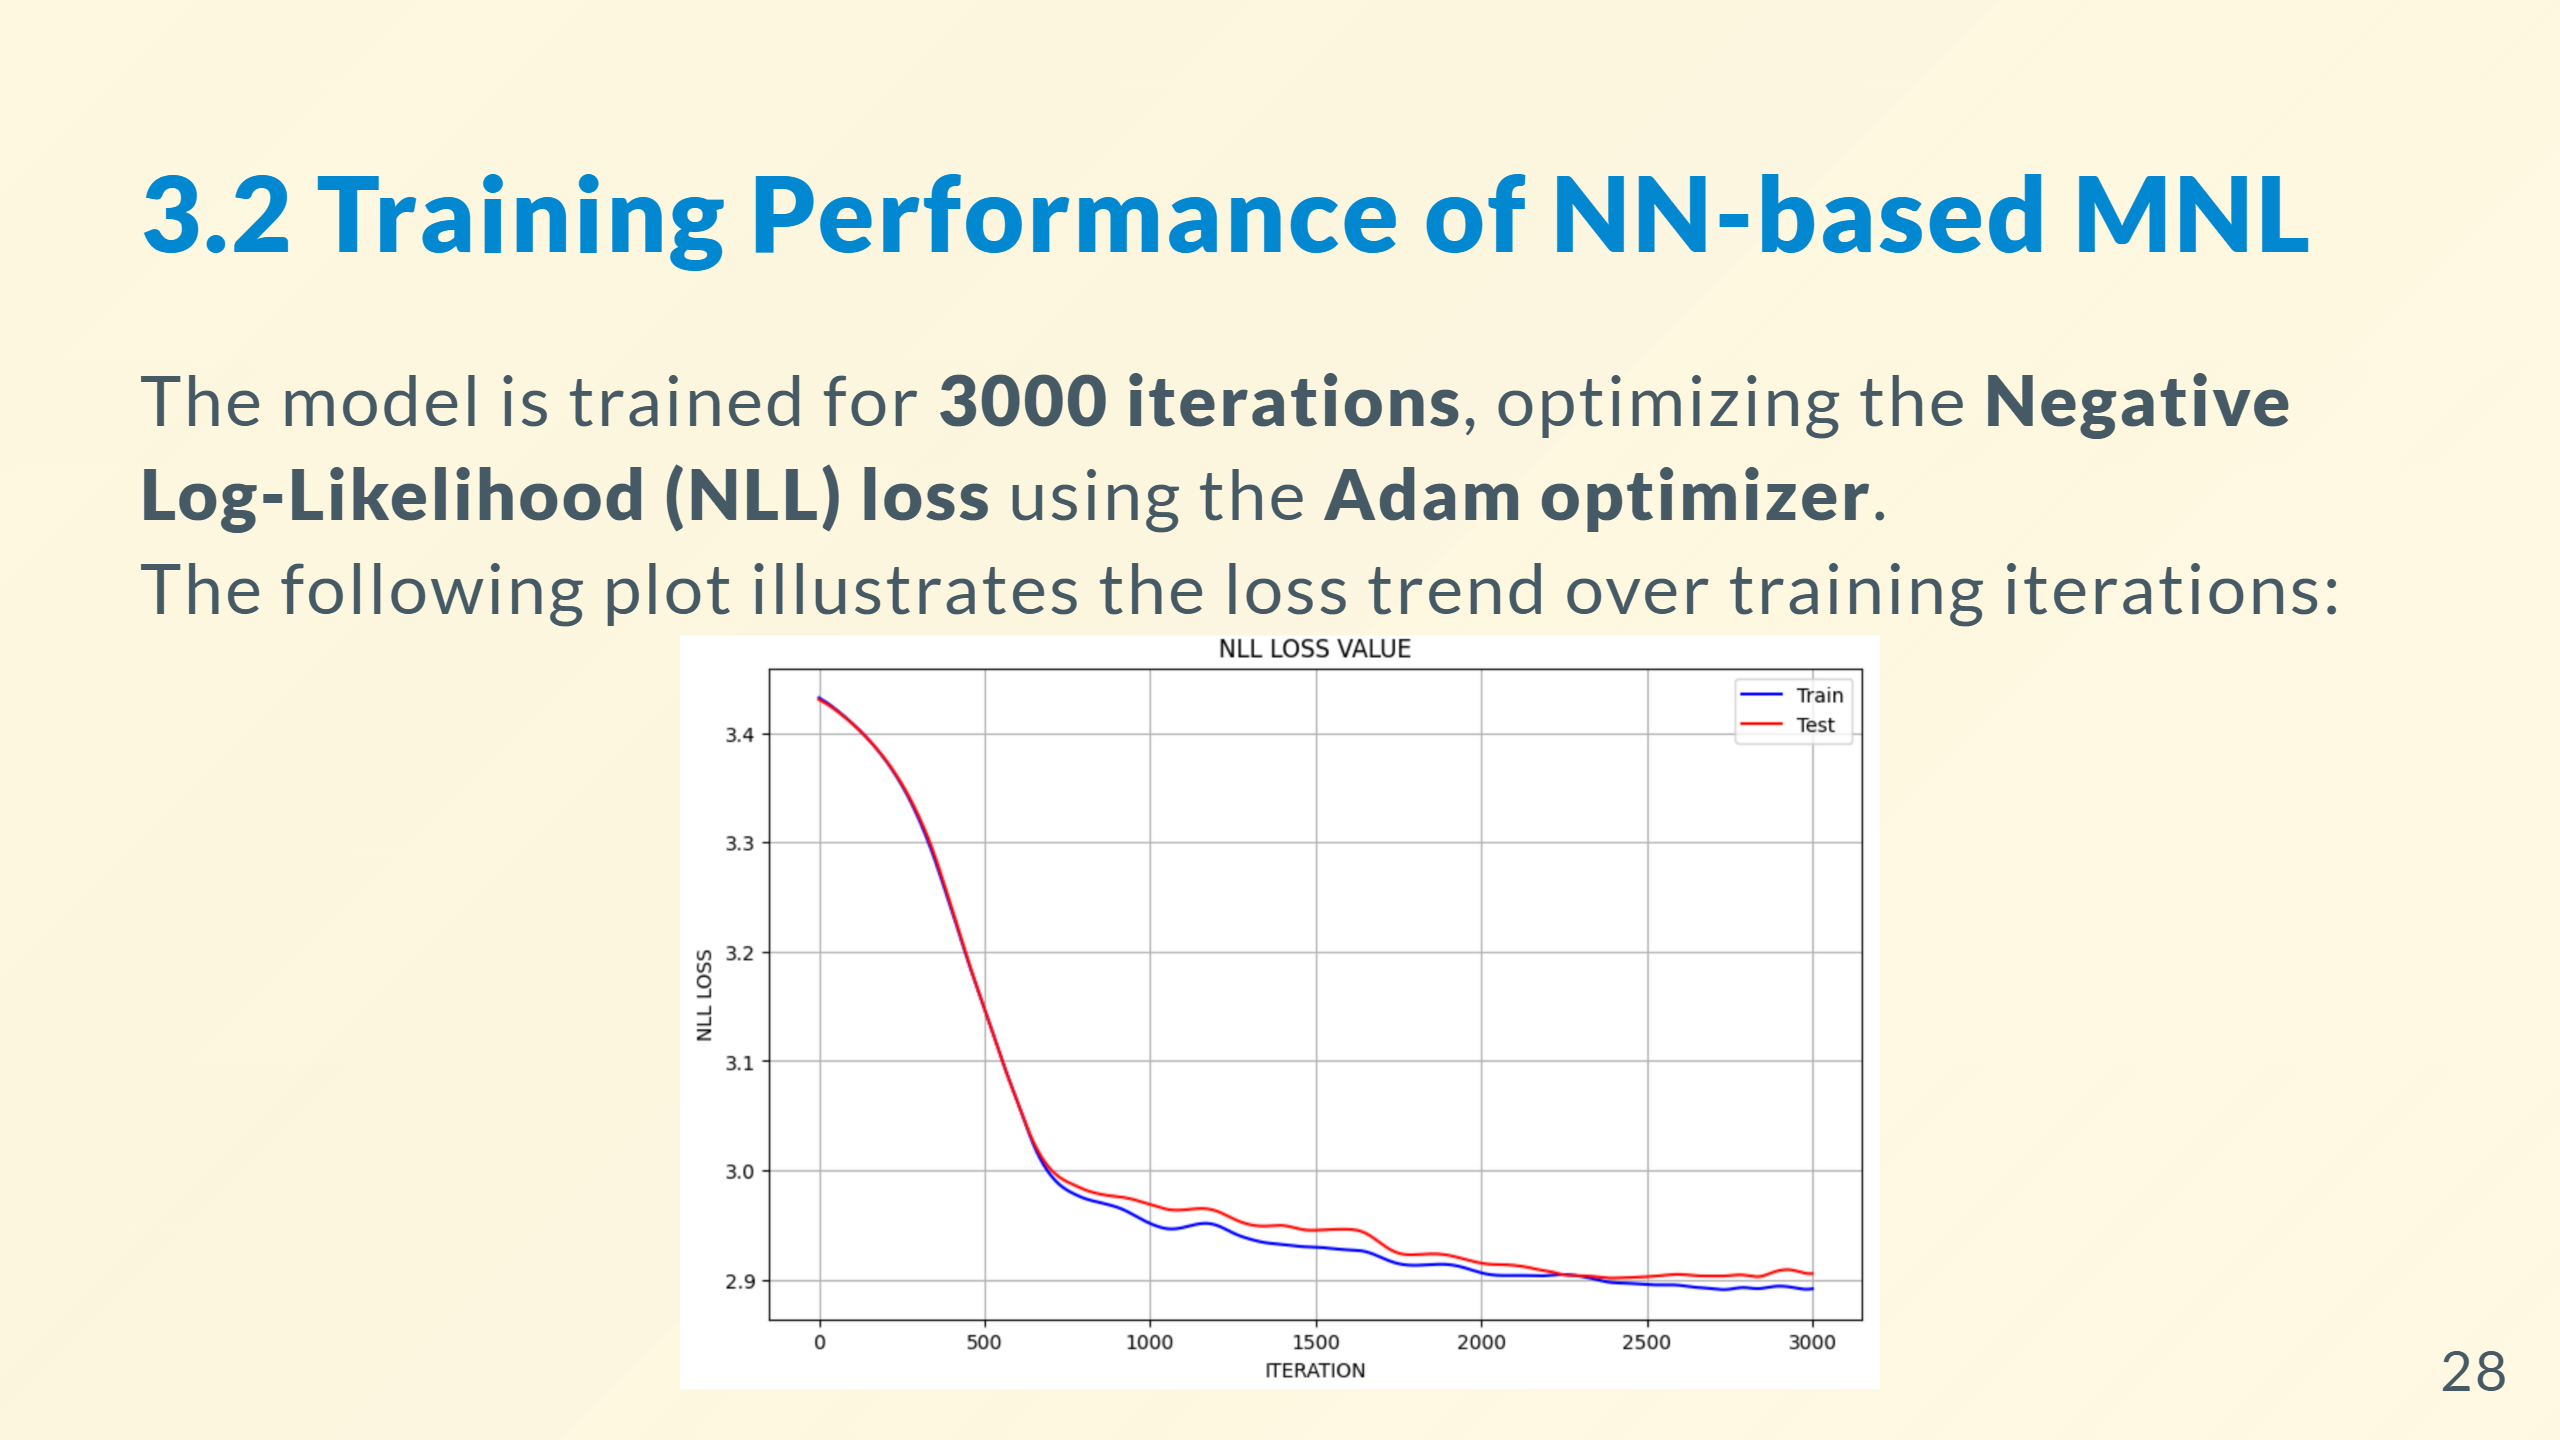 3.2 Training Performance of NN-based MNL
The model is trained for 3000 iterations, optimizing the Negative
Log-Likelihood (NLL) loss using the Adam optimizer.
The following plot illustrates the loss trend over training iterations:
NLL LOSS VALUE
Train
Test
3.4
3.3
3.2
3.1
3.0
2.9
NLL LOSS
0 500 1000 1500 2000 2500 3000
ITERATION
28